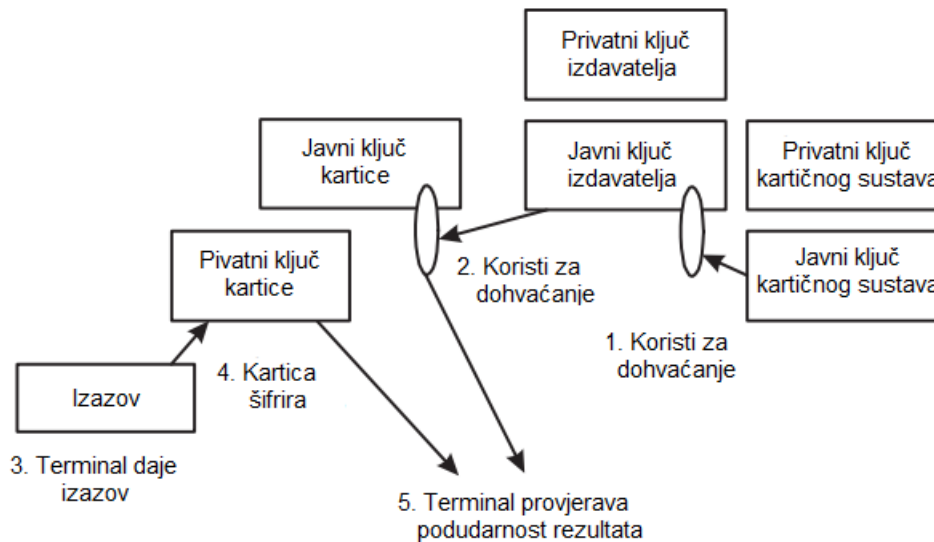 Privatni ključ
izdavatelja
Javni ključ
kartice
Javni ključ
izdavatelja
Privatni ključ
kartičnog sustava
Pivatni ključ
kartice
2. Koristi za
dohvaćanje
Javni ključ
kartičnog sustava
1. Koristi za
dohvaćanje
Izazov
4. Kartica
šifrira
3. Terminal daje
izazov
5. Terminal provjerava
podudarnost rezultata